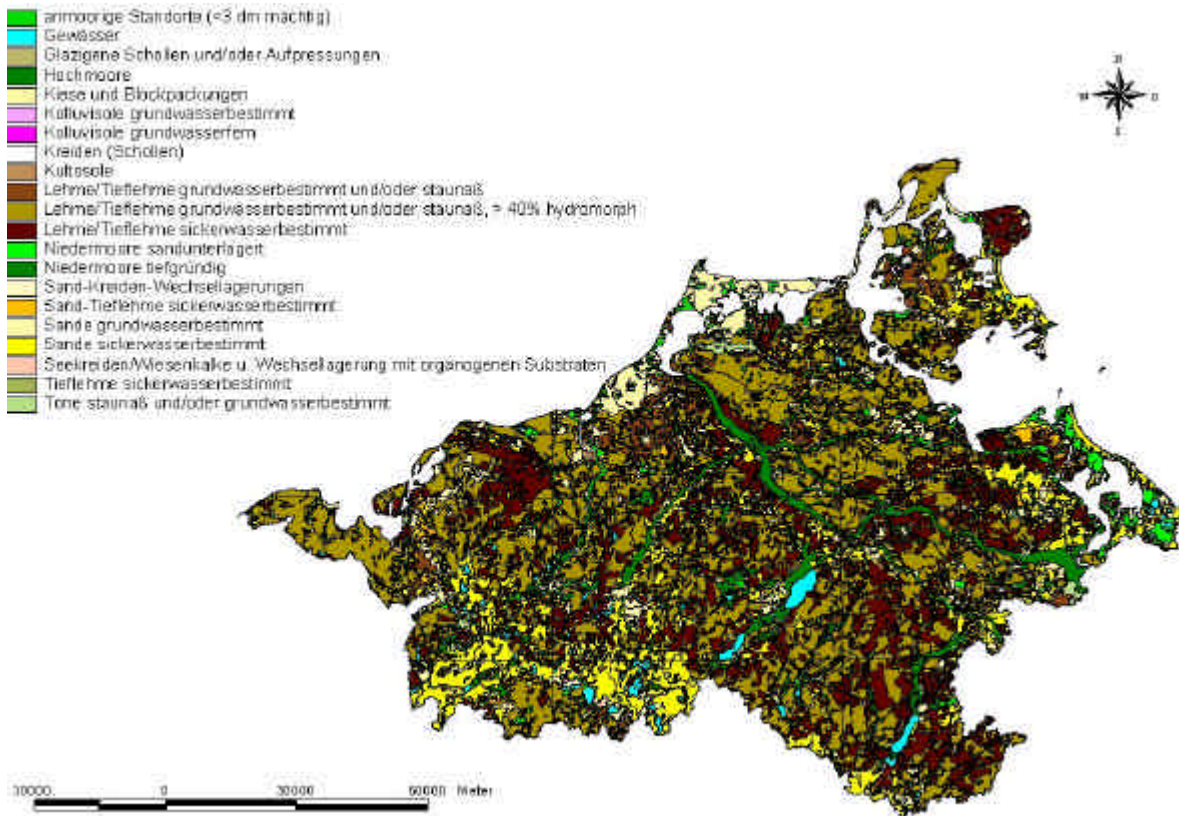 anmoorige Standorte (<3 dm mächtig)
Gewässer
Glazigene Schollen und/oder Aufpressungen
Hochmoore
Kiese und Blockpackungen
Kolluvisole grundwasserbestimmt
Kolluvisole grundwasserfern
Kreiden (Schollen)
Kultosole
Lehme/Tieflehme grundwasserbestimmt und/oder staunaß
Lehme/Tieflehme grundwasserbestimmt und/oder staunaß, > 40% hydromorph
Lehme/Tieflehme sickerwasserbestimmt
Niedermoore sandunterlagert
Niedermoore tiefgründig
Sand-Kreiden-Wechsellagerungen
Sand-Tieflehme sickerwasserbestimmt
Sande grundwasserbestimmt
Sande sickerwasserbestimmt
Seekreiden/Wiesenkalke u. Wechsellagerung mit organogenen Substraten
Tieflehme sickerwasserbestimmt
Tone staunaß und/oder grundwasserbestimmt
N
W O
S
30000 0 30000 60000 Meter